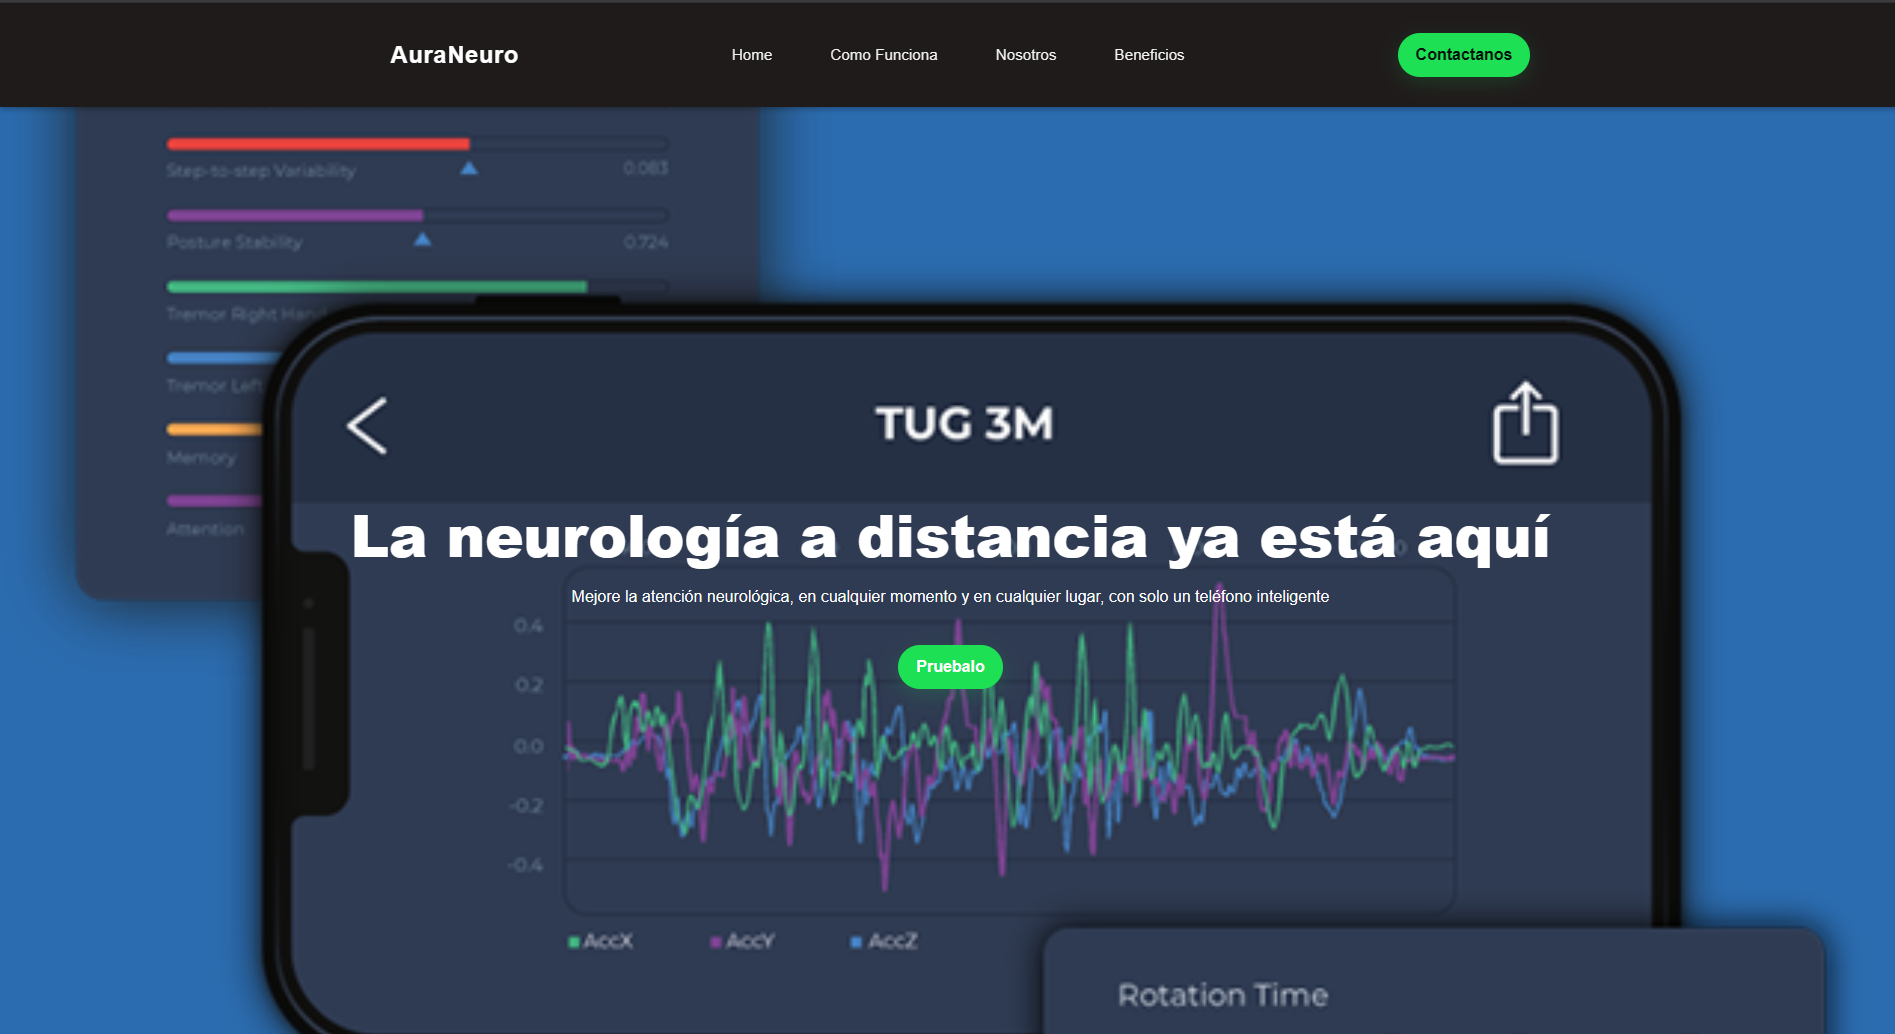 AuraNeuro
Home
Como Funciona
Nosotros
Beneficios
Contactanos
Step-to-step Variability
0.083
Posture Stability
0.724
Tremor Right Hand
Tremor Left
Memory
Attention
TUG 3M
La neurología a distancia ya está aquí
Mejore la atención neurológica, en cualquier momento y en cualquier lugar, con solo un teléfono inteligente
Pruebalo
0.4
0.2
0.0
-0.2
-0.4
AccX
AccY
AccZ
Rotation Time